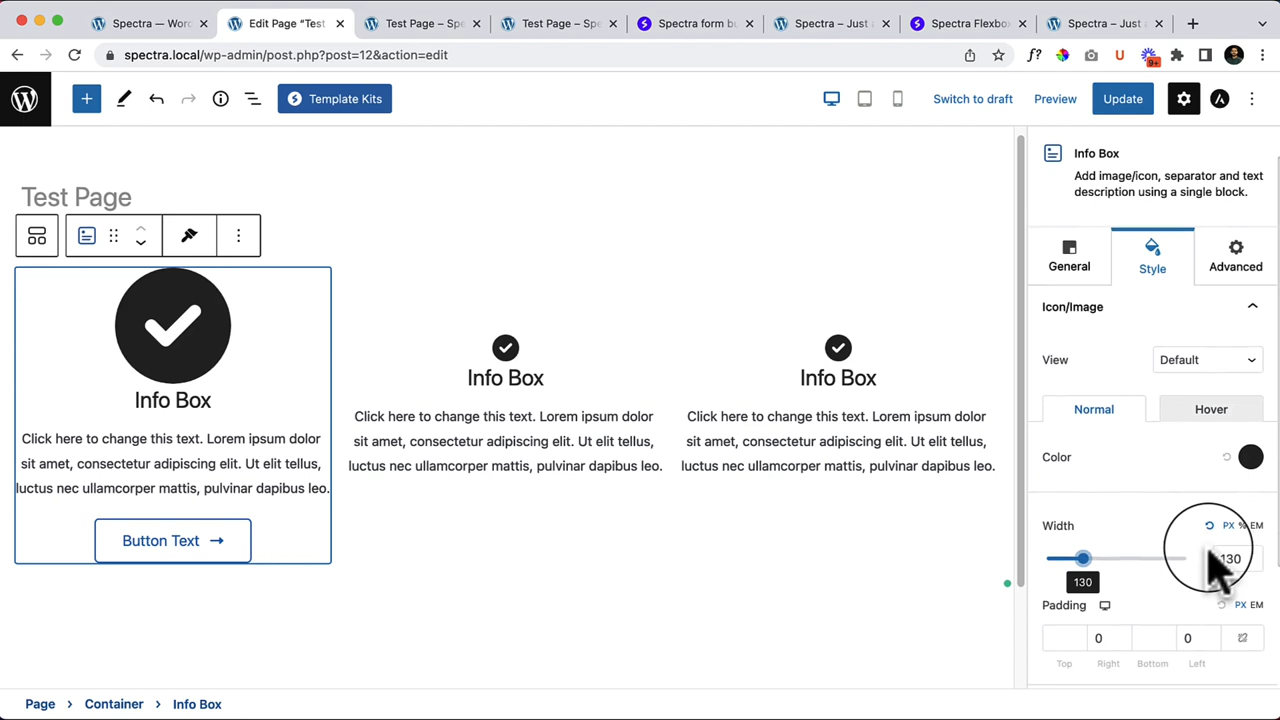 Spectra – Wor
Edit Page "Test
Test Page – Spe
Test Page – Spe
Spectra form bu
Spectra – Just a
Spectra Flexbo
Spectra – Just a
spectra.local/wp-admin/post.php?post=12&action=edit
f?
U
9+
Template Kits
Switch to draft
Preview
Update
Test Page
Info Box
Click here to change this text. Lorem ipsum dolor
sit amet, consectetur adipiscing elit. Ut elit tellus,
luctus nec ullamcorper mattis, pulvinar dapibus leo.
Button Text →
Info Box
Click here to change this text. Lorem ipsum dolor
sit amet, consectetur adipiscing elit. Ut elit tellus,
luctus nec ullamcorper mattis, pulvinar dapibus leo.
Info Box
Click here to change this text. Lorem ipsum dolor
sit amet, consectetur adipiscing elit. Ut elit tellus,
luctus nec ullamcorper mattis, pulvinar dapibus leo.
Info Box
Add image/icon, separator and text
description using a single block.
General
Style
Advanced
Icon/Image
View
Default
Normal
Hover
Color
Width
PX % EM
130
130
Padding
PX EM
0
0
Top Right Bottom Left
Page > Container > Info Box